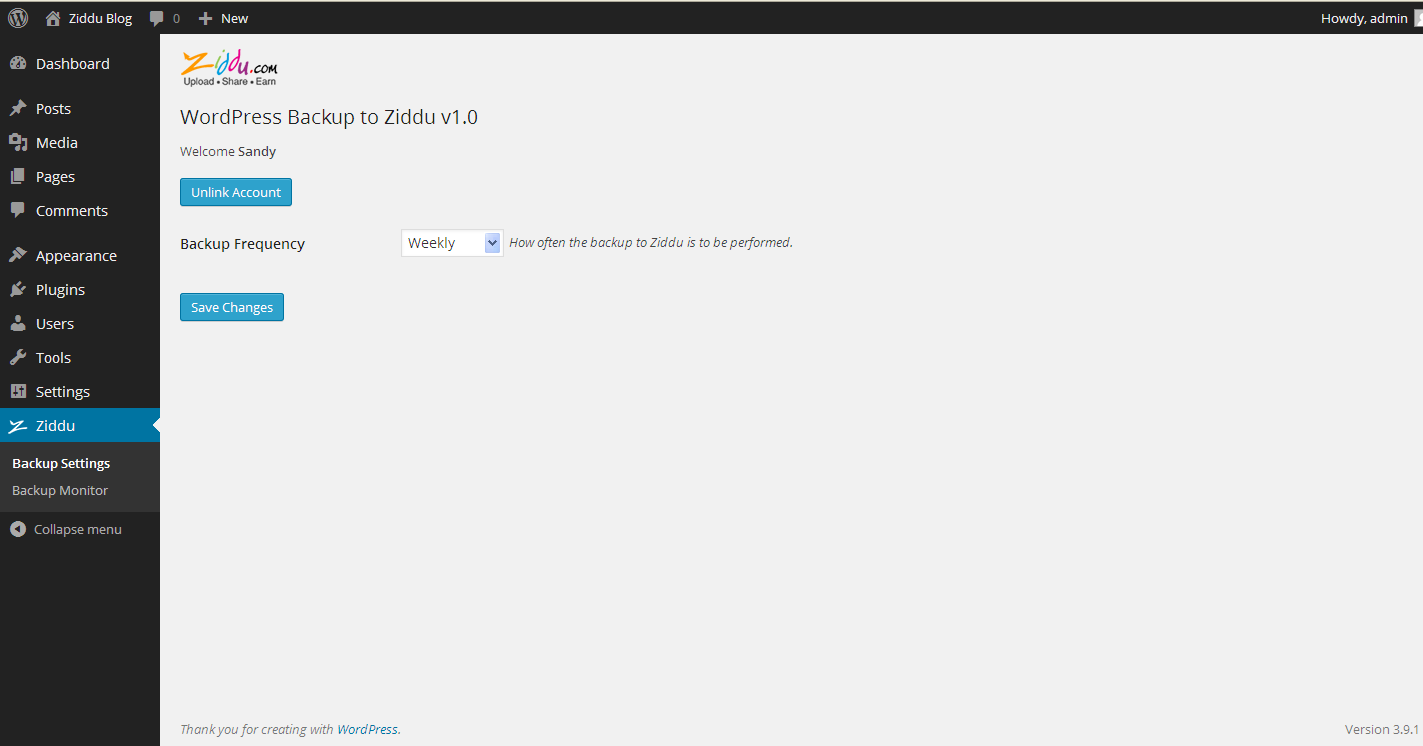 Ziddu Blog 0 New Howdy, admin
Dashboard
Posts
Media
Pages
Comments
Appearance
Plugins
Users
Tools
Settings
Ziddu
Backup Settings
Backup Monitor
Collapse menu
Ziddu.com
Upload • Share • Earn
WordPress Backup to Ziddu v1.0
Welcome Sandy
Unlink Account
Backup Frequency Weekly How often the backup to Ziddu is to be performed.
Save Changes
Thank you for creating with WordPress. Version 3.9.1